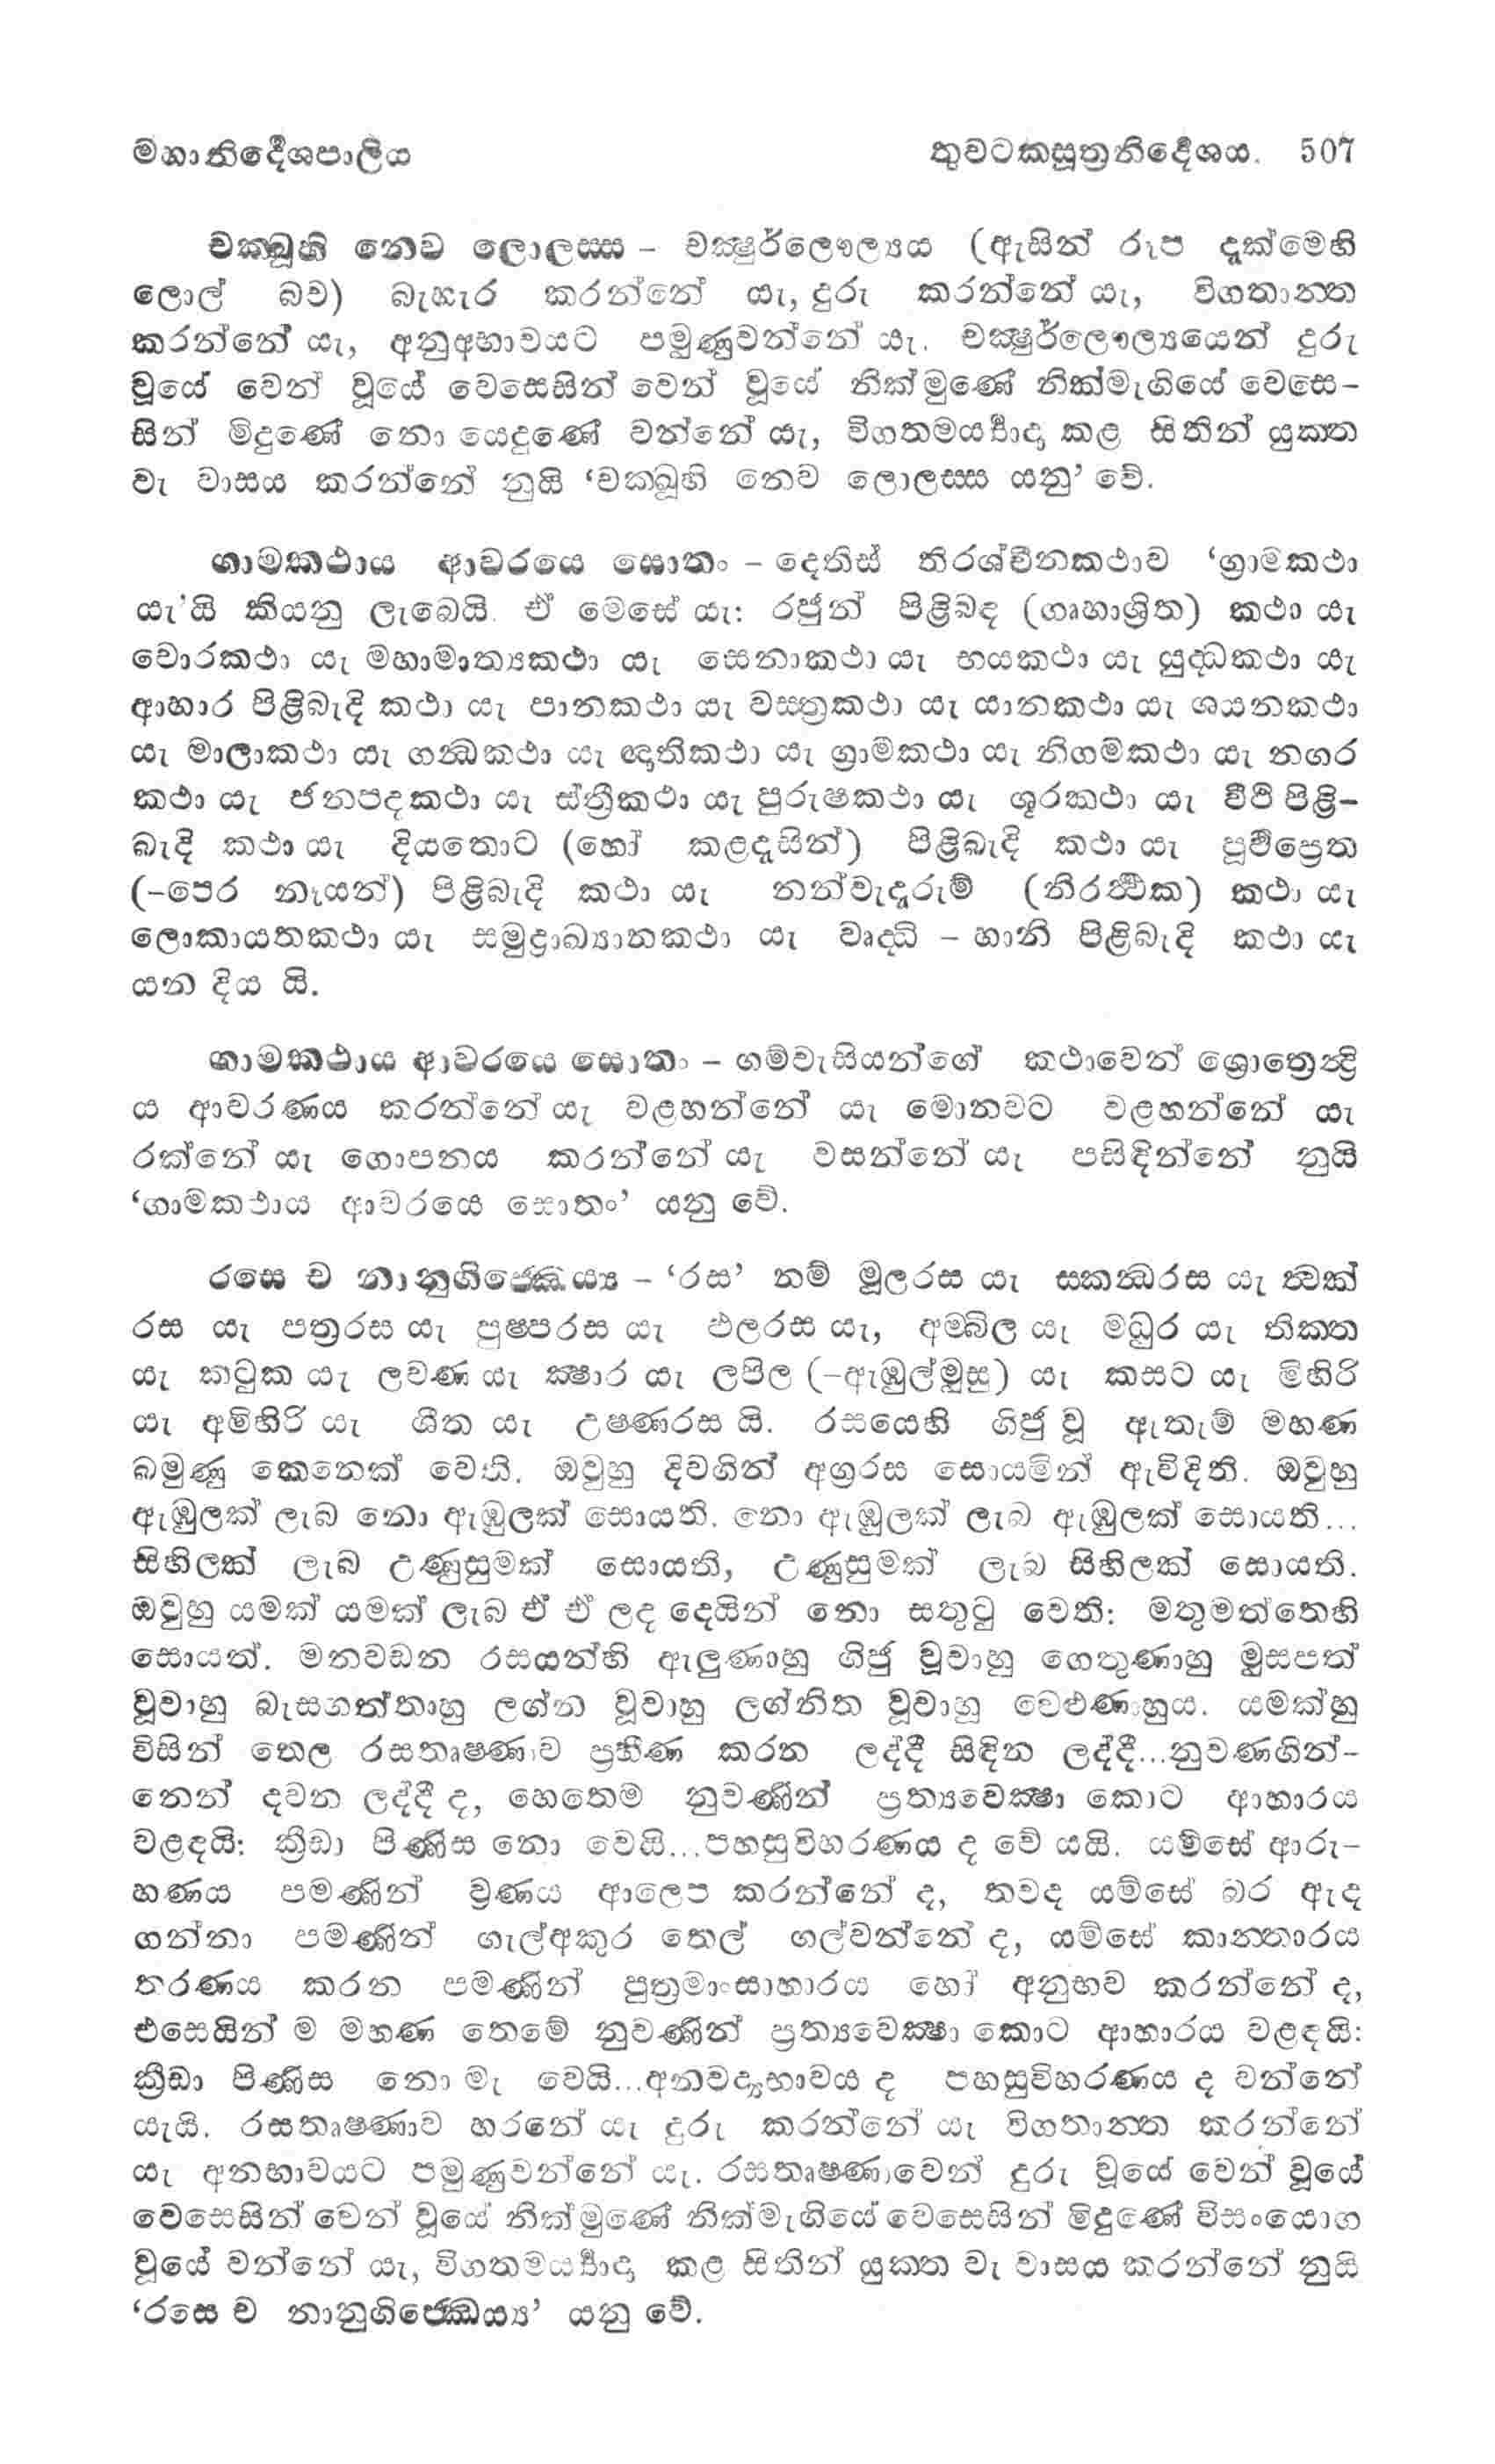 මහානිර්දේශපාලිය තුවටකසූත්‍රනිර්දේශය. 507
චක්ඛූහි නෙව ලොලස්ස – චක්‍ෂුර්ලෞල්‍යය (ඇසින් රූප දැක්මෙහි
ලොල් බව) බැහැර කරන්නේ යැ, දුරු කරන්නේ යැ, විගතාන්ත
කරන්නේ යැ, අනුඅභාවයට පමුණුවන්නේ යැ. චක්‍ෂුර්ලෞල්‍යයෙන් දුරු
වූයේ වෙන් වූයේ වෙසෙසින් වෙන් වූයේ නික්මුණේ නික්මැගියේ වෙසෙ-
සින් මිදුණේ නො යෙදුණේ වන්නේ යැ, විගතමර්‍ය්‍යාද කළ සිතින් යුක්ත
වැ වාසය කරන්නේ නුයි ‘චක්ඛූහි නෙව ලොලස්ස යනු’ වේ.
ගාමකථාය ආවරයෙ සොතං – දෙතිස් තිරශ්චීනකථාව ‘ග්‍රාමකථා
යැ’යි කියනු ලැබෙයි. ඒ මෙසේ යැ: රජුන් පිළිබඳ (ගෘහාශ්‍රිත) කථා යැ
චොරකථා යැ මහාමාත්‍යකථා යැ සෙනාකථා යැ භයකථා යැ යුද්ධකථා යැ
ආහාර පිළිබැදි කථා යැ පානකථා යැ වස්ත්‍රකථා යැ යානකථා යැ ශයනකථා
යැ මාලාකථා යැ ගන්ධකථා යැ ඥාතිකථා යැ ග්‍රාමකථා යැ නිගමකථා යැ නගර
කථා යැ ජනපදකථා යැ ස්ත්‍රීකථා යැ පුරුෂකථා යැ ශූරකථා යැ වීථි පිළි-
බැදි කථා යැ දියතොට (හෝ කළදැසින්) පිළිබැදි කථා යැ පූර්වප්‍රෙත
(–පෙර නෑයන්) පිළිබැදි කථා යැ නන්වැදෑරුම් (නිරර්ථක) කථා යැ
ලොකායතකථා යැ සමුද්‍රාඛ්‍යානකථා යැ වෘද්ධි – හානි පිළිබැදි කථා යැ
යන දිය යි.
ගාමකථාය ආවරයෙ සොතං – ගම්වැසියන්ගේ කථාවෙන් ශ්‍රොත්‍රෙන්ද්‍රි
ය ආවරණය කරන්නේ යැ වළහන්නේ යැ මොනවට වළහන්නේ යැ
රක්නේ යැ ගොපනය කරන්නේ යැ වසන්නේ යැ පසිඳින්නේ නුයි
‘ගාමකථාය ආවරයෙ සොතං’ යනු වේ.
රසෙ ච නානුගිජ්ඣෙය්‍ය – ‘රස’ නම් මූලරස යැ ස්කන්ධරස යැ ත්වක්
රස යැ පත්‍රරස යැ පුෂ්පරස යැ ඵලරස යැ, අම්බිල යැ මධුර යැ තික්ත
යැ කටුක යැ ලවණ යැ ක්‍ෂාර යැ ලපිල (–ඇඹුල්මුසු) යැ කසට යැ මිහිරි
යැ අමිහිරි යැ ශීත යැ උෂ්ණරස යි. රසයෙහි ගිජු වූ ඇතැම් මහණ
බමුණු කෙනෙක් වෙති. ඔවුහු දිවගින් අග්‍රරස සොයමින් ඇවිදිති. ඔවුහු
ඇඹුලක් ලැබ නො ඇඹුලක් සොයති. නො ඇඹුලක් ලැබ ඇඹුලක් සොයති...
සිහිලක් ලැබ උණුසුමක් සොයති, උණුසුමක් ලැබ සිහිලක් සොයති.
ඔවුහු යමක් යමක් ලැබ ඒ ඒ ලද දෙයින් නො සතුටු වෙති: මතුමත්තෙහි
සොයත්. මනවඩන රසයන්හි ඇලුණාහු ගිජු වූවාහු ගෙතුණාහු මුසපත්
වූවාහු බැසගත්තාහු ලග්න වූවාහු ලග්නිත වූවාහු වෙළුණාහුය. යමක්හු
විසින් තෙල රසතෘෂ්ණාව ප්‍රහීණ කරන ලද්දී සිඳින ලද්දී...නුවණගින්-
නෙන් දවන ලද්දී ද, හෙතෙම නුවණින් ප්‍රත්‍යවෙක්‍ෂා කොට ආහාරය
වළඳයි: ක්‍රීඩා පිණිස නො වෙයි...පහසුවිහරණය ද වේ යයි. යම්සේ ආරු-
හණය පමණින් ව්‍රණය ආලෙප කරන්නේ ද, තවද යම්සේ බර ඇද
ගන්නා පමණින් ගැල්අකුර තෙල් ගල්වන්නේ ද, යම්සේ කාන්තාරය
තරණය කරන පමණින් පුත්‍රමාංසාහාරය හෝ අනුභව කරන්නේ ද,
එසෙයින් ම මහණ තෙමේ නුවණින් ප්‍රත්‍යවෙක්‍ෂා කොට ආහාරය වළඳයි:
ක්‍රීඩා පිණිස නො මැ වෙයි...අනවද්‍යභාවය ද පහසුවිහරණය ද වන්නේ
යැයි. රසතෘෂ්ණාව හරනේ යැ දුරු කරන්නේ යැ විගතාන්ත කරන්නේ
යැ අනභාවයට පමුණුවන්නේ යැ. රසතෘෂ්ණාවෙන් දුරු වූයේ වෙන් වූයේ
වෙසෙසින් වෙන් වූයේ නික්මුණේ නික්මැගියේ වෙසෙසින් මිදුණේ විසංයොග
වූයේ වන්නේ යැ, විගතමර්‍ය්‍යාද කළ සිතින් යුක්ත වැ වාසය කරන්නේ නුයි
‘රසෙ ච නානුගිජ්ඣෙය්‍ය’ යනු වේ.